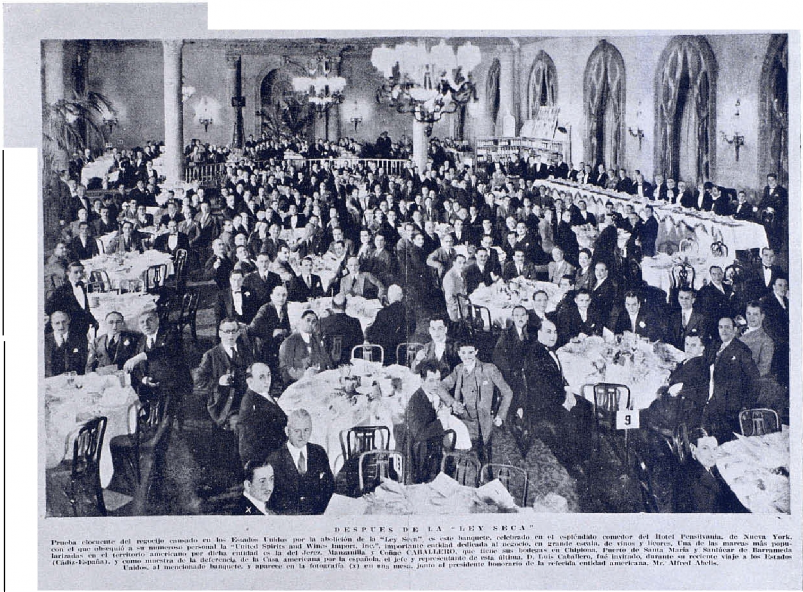 9
x
DESPUES DE LA "LEY SECA"
Prueba elocuente del regocijo causado en los Estados Unidos por la abolición de la "Ley Seca" es este banquete, celebrado en el espléndido comedor del Hotel Pensilvania, de Nueva York,
con el que obsequió a su numeroso personal la "United Spirits and Wines Import. Inc.", importante entidad dedicada al negocio, en grande escala, de vinos y licores. Una de las marcas más popu-
larizadas en el territorio americano por dicha entidad es la del Jerez, Manzanilla y Coñac CABALLERO, que tiene sus bodegas en Chipiona, Puerto de Santa María y Sanlúcar de Barrameda
(Cádiz-España), y como muestra de la deferencia de la Casa americana por la española, el jefe y representante de esta última, D. Luis Caballero, fué invitado, durante su reciente viaje a los Estados
Unidos, al mencionado banquete, y aparece en la fotografía (x) en una mesa, junto al presidente honorario de la referida entidad americana, Mr. Alfred Abelis.